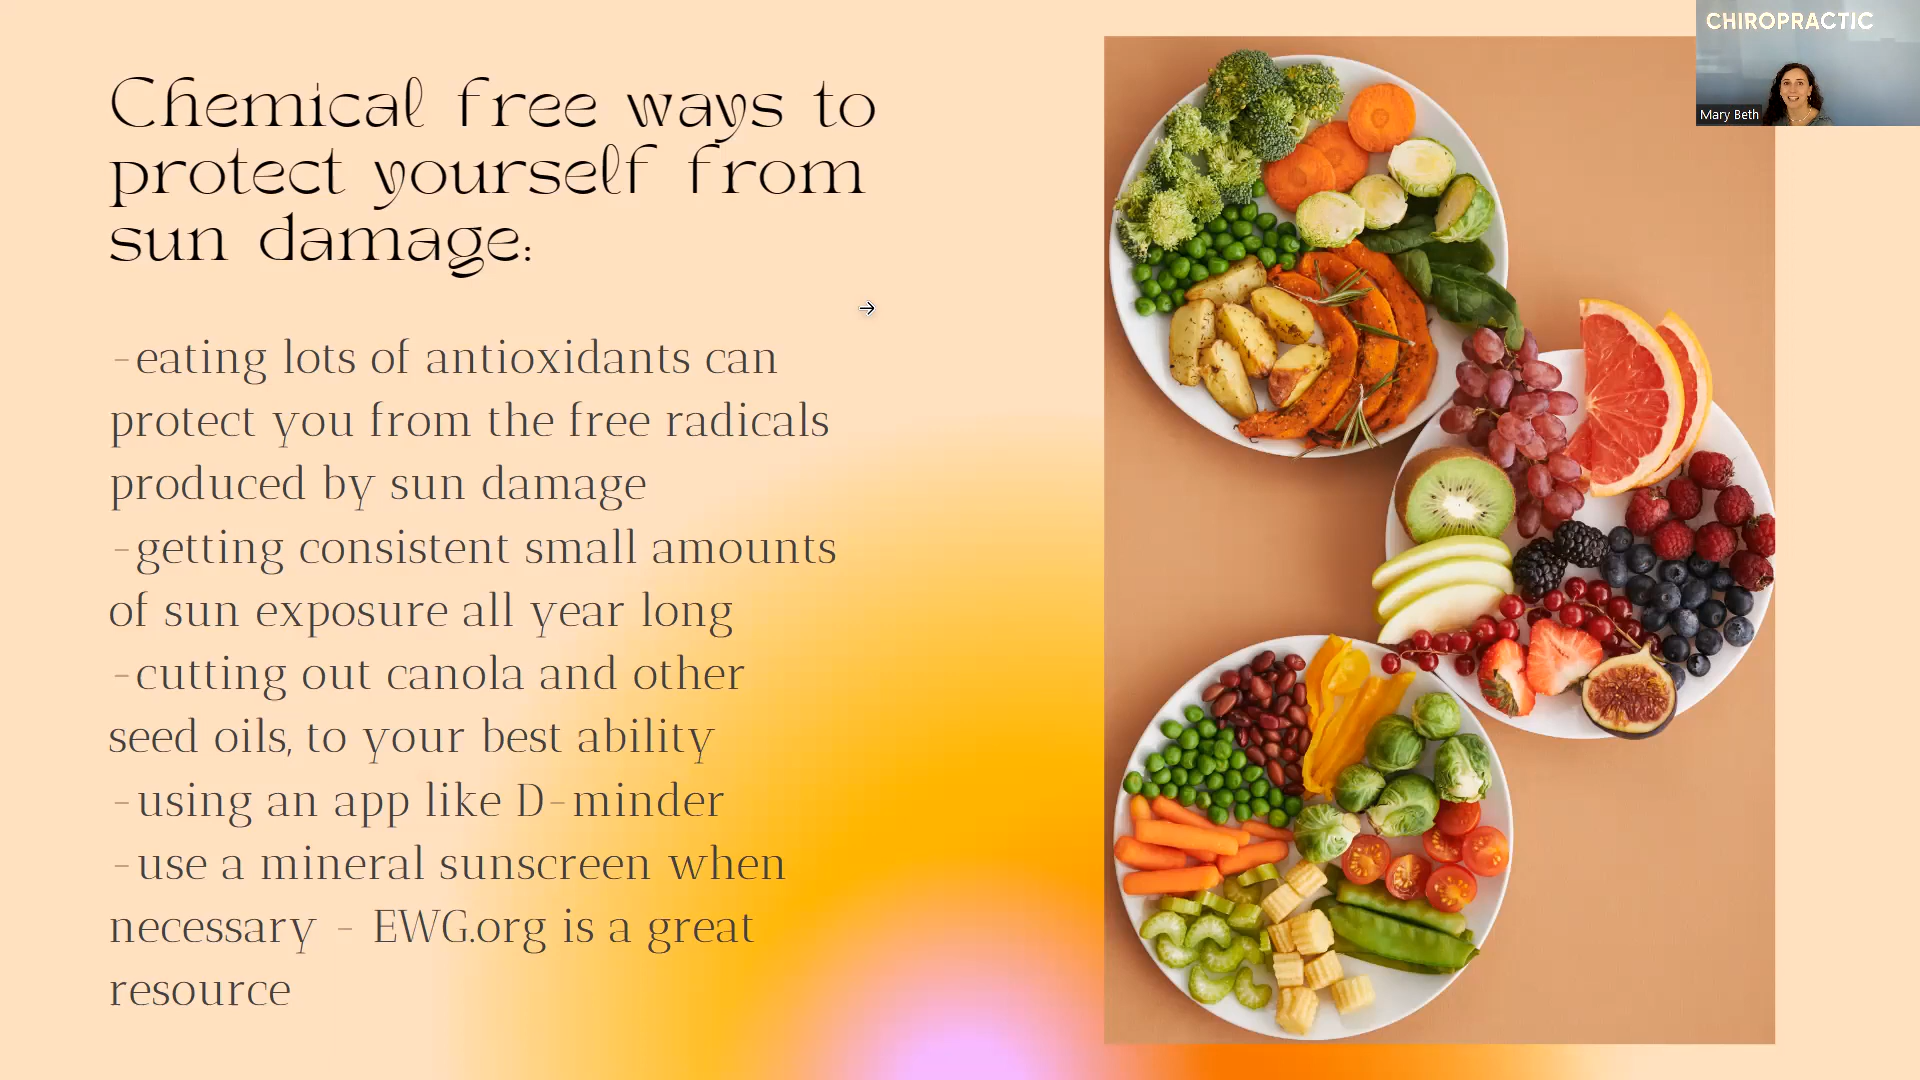 Chemical free ways to
protect yourself from
sun damage:
-eating lots of antioxidants can
protect you from the free radicals
produced by sun damage
-getting consistent small amounts
of sun exposure all year long
-cutting out canola and other
seed oils, to your best ability
-using an app like D-minder
-use a mineral sunscreen when
necessary - EWG.org is a great
resource
CHIROPRACTIC
Mary Beth